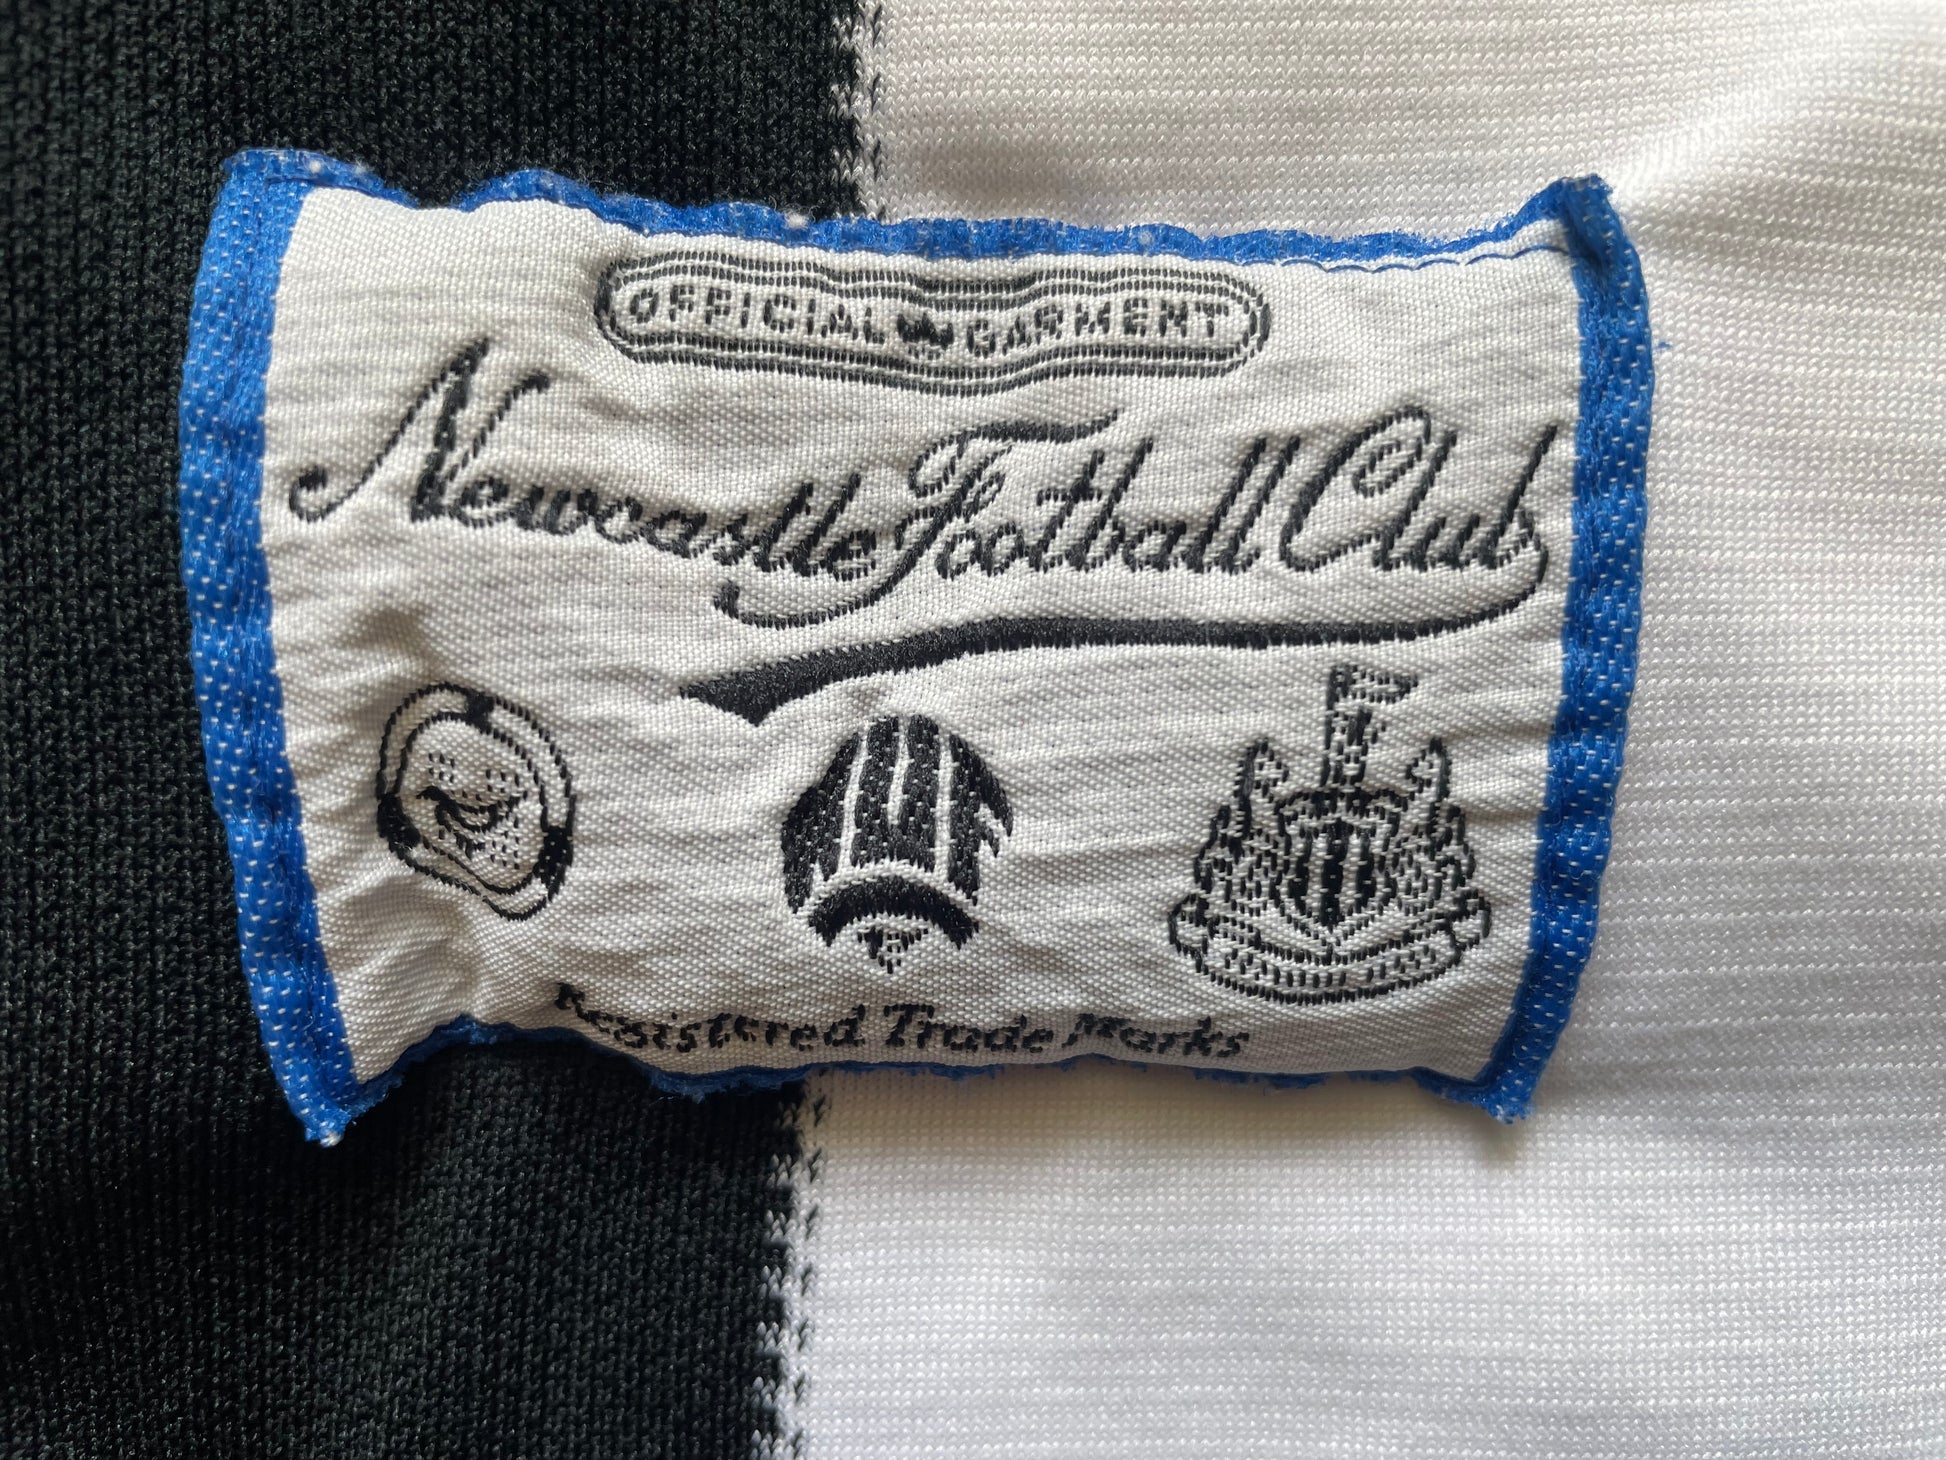 OFFICIAL GARMENT
Newcastle Football Club
Registered Trade Marks